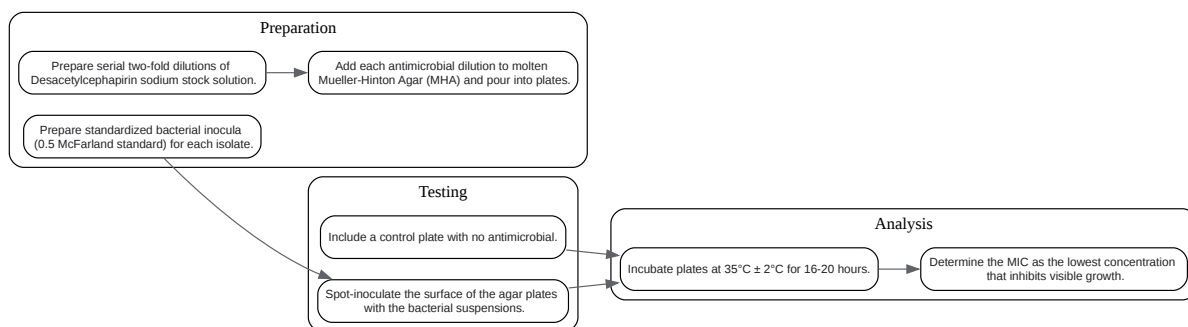 Preparation
Prepare serial two-fold dilutions of
Desacetylcephapirin sodium stock solution.
Add each antimicrobial dilution to molten
Mueller-Hinton Agar (MHA) and pour into plates.
Prepare standardized bacterial inocula
(0.5 McFarland standard) for each isolate.
Testing
Include a control plate with no antimicrobial.
Spot-inoculate the surface of the agar plates
with the bacterial suspensions.
Analysis
Incubate plates at 35°C ± 2°C for 16-20 hours.
Determine the MIC as the lowest concentration
that inhibits visible growth.